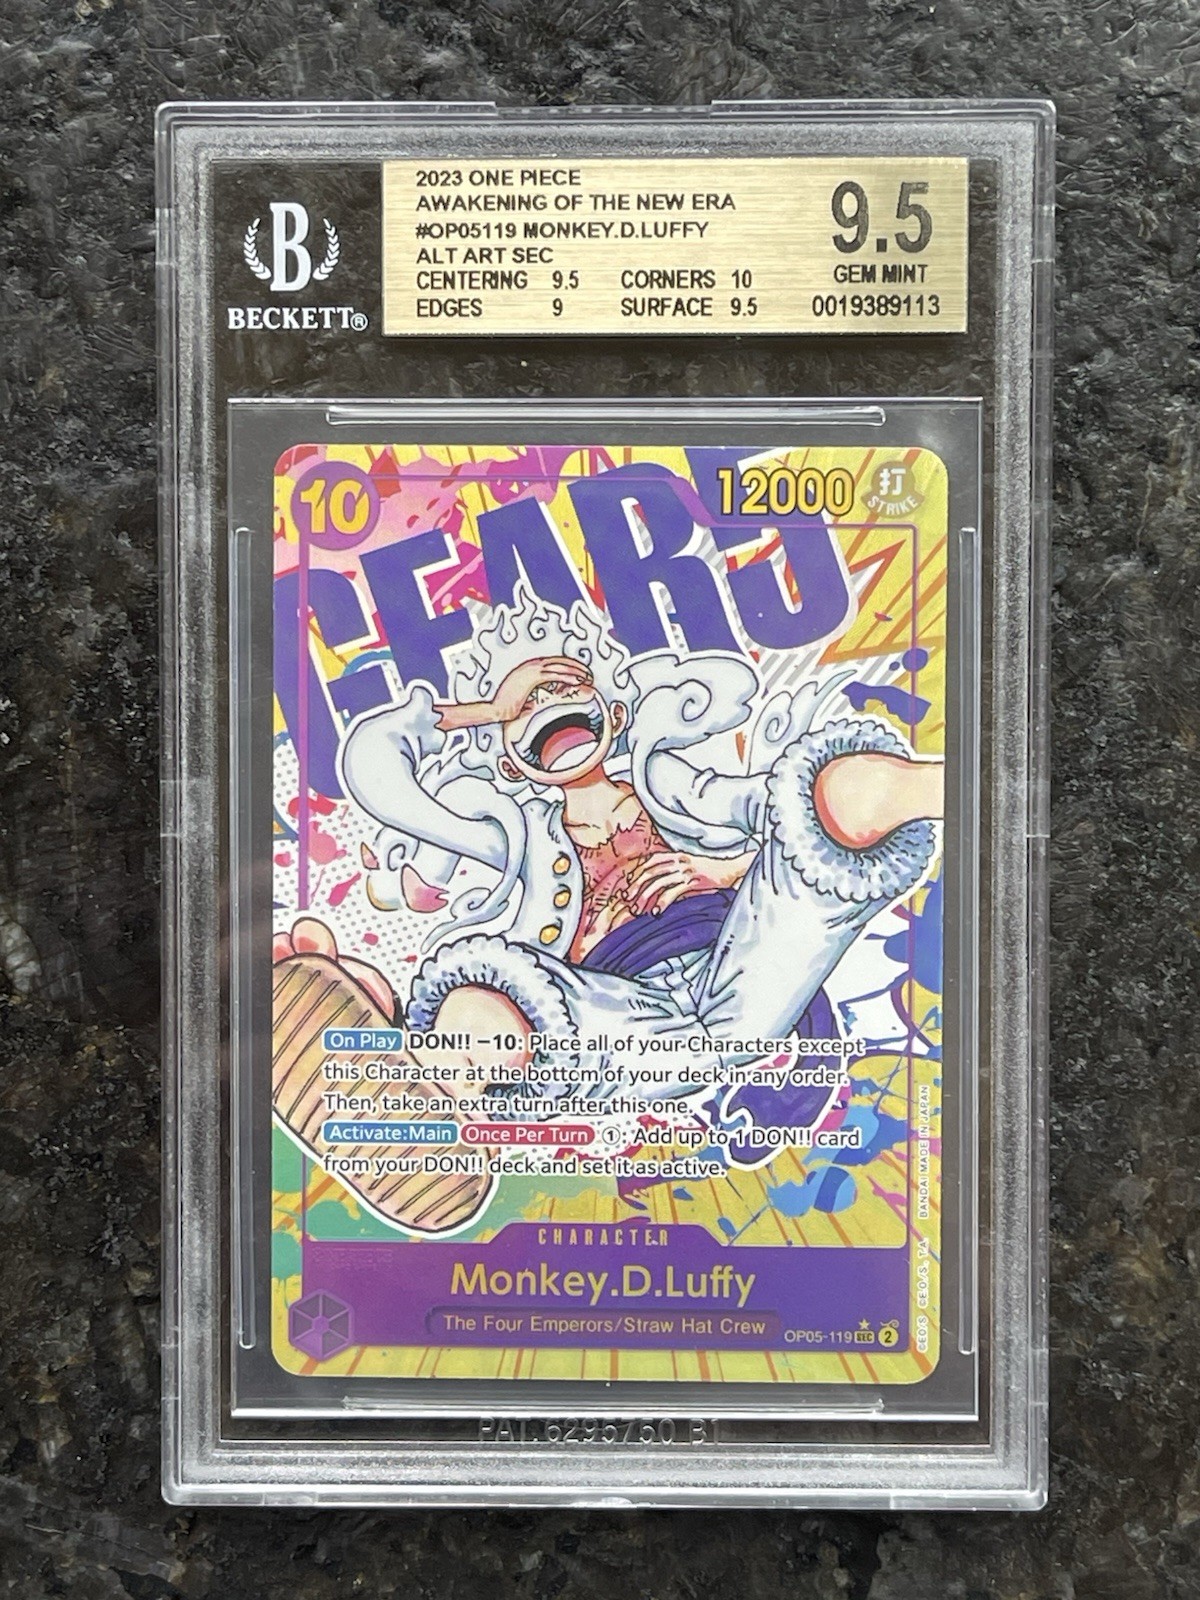 B
BECKETT®
2023 ONE PIECE
AWAKENING OF THE NEW ERA
#OP05119 MONKEY.D.LUFFY
ALT ART SEC
CENTERING 9.5 CORNERS 10
EDGES 9 SURFACE 9.5
9.5
GEM MINT
0019389113
10
12000
打
STRIKE
GEAR5
On Play DON!! −10: Place all of your Characters except
this Character at the bottom of your deck in any order.
Then, take an extra turn after this one.
Activate:Main Once Per Turn ①: Add up to 1 DON!! card
from your DON!! deck and set it as active.
CHARACTER
Monkey.D.Luffy
The Four Emperors/Straw Hat Crew
OP05-119 SEC 2
©E.O./S. ©E.O./S., T.A. BANDAI MADE IN JAPAN
PAT.6295750 B1